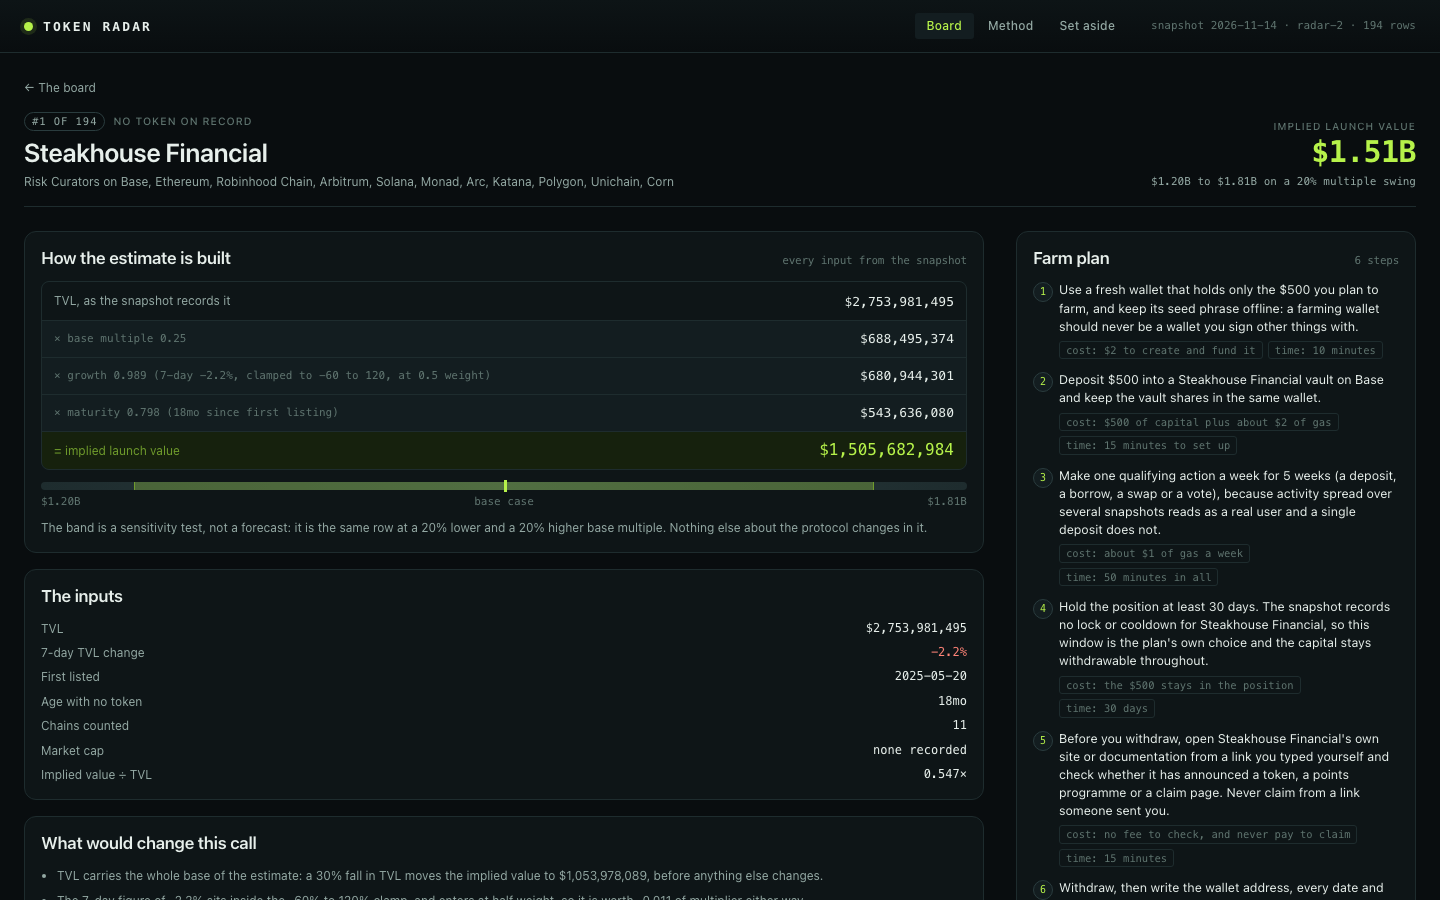 TOKEN RADAR
Board
Method
Set aside
snapshot 2026-11-14 · radar-2 · 194 rows
← The board
#1 OF 194
NO TOKEN ON RECORD
Steakhouse Financial
Risk Curators on Base, Ethereum, Robinhood Chain, Arbitrum, Solana, Monad, Arc, Katana, Polygon, Unichain, Corn
IMPLIED LAUNCH VALUE
$1.51B
$1.20B to $1.81B on a 20% multiple swing
How the estimate is built
every input from the snapshot
TVL, as the snapshot records it
$2,753,981,495
× base multiple 0.25
$688,495,374
× growth 0.989 (7-day −2.2%, clamped to −60 to 120, at 0.5 weight)
$680,944,301
× maturity 0.798 (18mo since first listing)
$543,636,080
= implied launch value
$1,505,682,984
$1.20B
base case
$1.81B
The band is a sensitivity test, not a forecast: it is the same row at a 20% lower and a 20% higher base multiple. Nothing else about the protocol changes in it.
The inputs
TVL
$2,753,981,495
7-day TVL change
−2.2%
First listed
2025-05-20
Age with no token
18mo
Chains counted
11
Market cap
none recorded
Implied value ÷ TVL
0.547×
What would change this call
• TVL carries the whole base of the estimate: a 30% fall in TVL moves the implied value to $1,053,978,089, before anything else changes.
Farm plan
6 steps
1
Use a fresh wallet that holds only the $500 you plan to
farm, and keep its seed phrase offline: a farming wallet
should never be a wallet you sign other things with.
cost: $2 to create and fund it
time: 10 minutes
2
Deposit $500 into a Steakhouse Financial vault on Base
and keep the vault shares in the same wallet.
cost: $500 of capital plus about $2 of gas
time: 15 minutes to set up
3
Make one qualifying action a week for 5 weeks (a deposit,
a borrow, a swap or a vote), because activity spread over
several snapshots reads as a real user and a single
deposit does not.
cost: about $1 of gas a week
time: 50 minutes in all
4
Hold the position at least 30 days. The snapshot records
no lock or cooldown for Steakhouse Financial, so this
window is the plan's own choice and the capital stays
withdrawable throughout.
cost: the $500 stays in the position
time: 30 days
5
Before you withdraw, open Steakhouse Financial's own
site or documentation from a link you typed yourself and
check whether it has announced a token, a points
programme or a claim page. Never claim from a link
someone sent you.
cost: no fee to check, and never pay to claim
time: 15 minutes
6
Withdraw, then write the wallet address, every date and